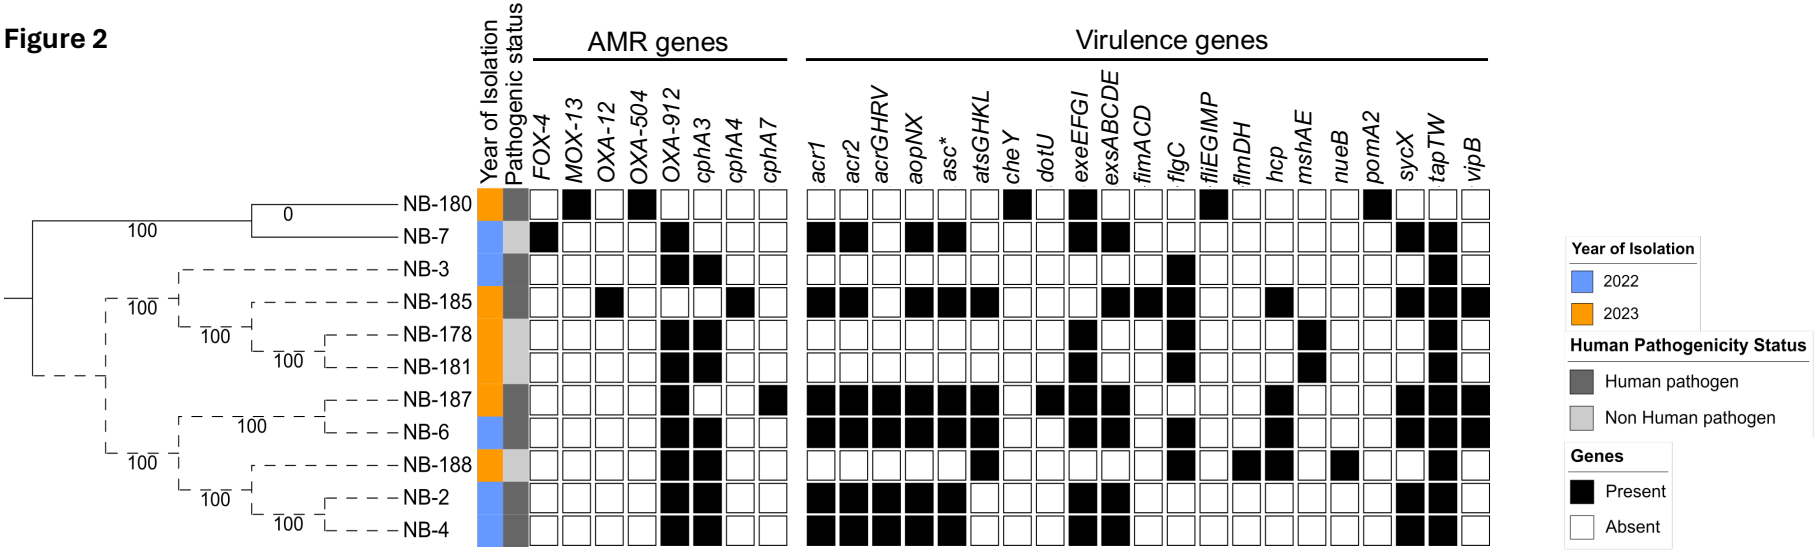 Figure 2
Year of Isolation
Pathogenic status
AMR genes
Virulence genes
FOX-4
MOX-13
OXA-12
OXA-504
OXA-912
cphA3
cphA4
cphA7
acr1
acr2
acrGHRV
aopNX
asc*
atsGHKL
cheY
dotU
exeEFGI
exsABCDE
fimACD
flgC
fliEGIMP
flmDH
hcp
mshAE
nueB
pomA2
sycX
tapTW
vipB
NB-180
0
100
NB-7
NB-3
100
NB-185
100
NB-178
100
NB-181
NB-187
100
NB-6
100
NB-188
100
NB-2
100
NB-4
Year of Isolation
2022
2023
Human Pathogenicity Status
Human pathogen
Non Human pathogen
Genes
Present
Absent